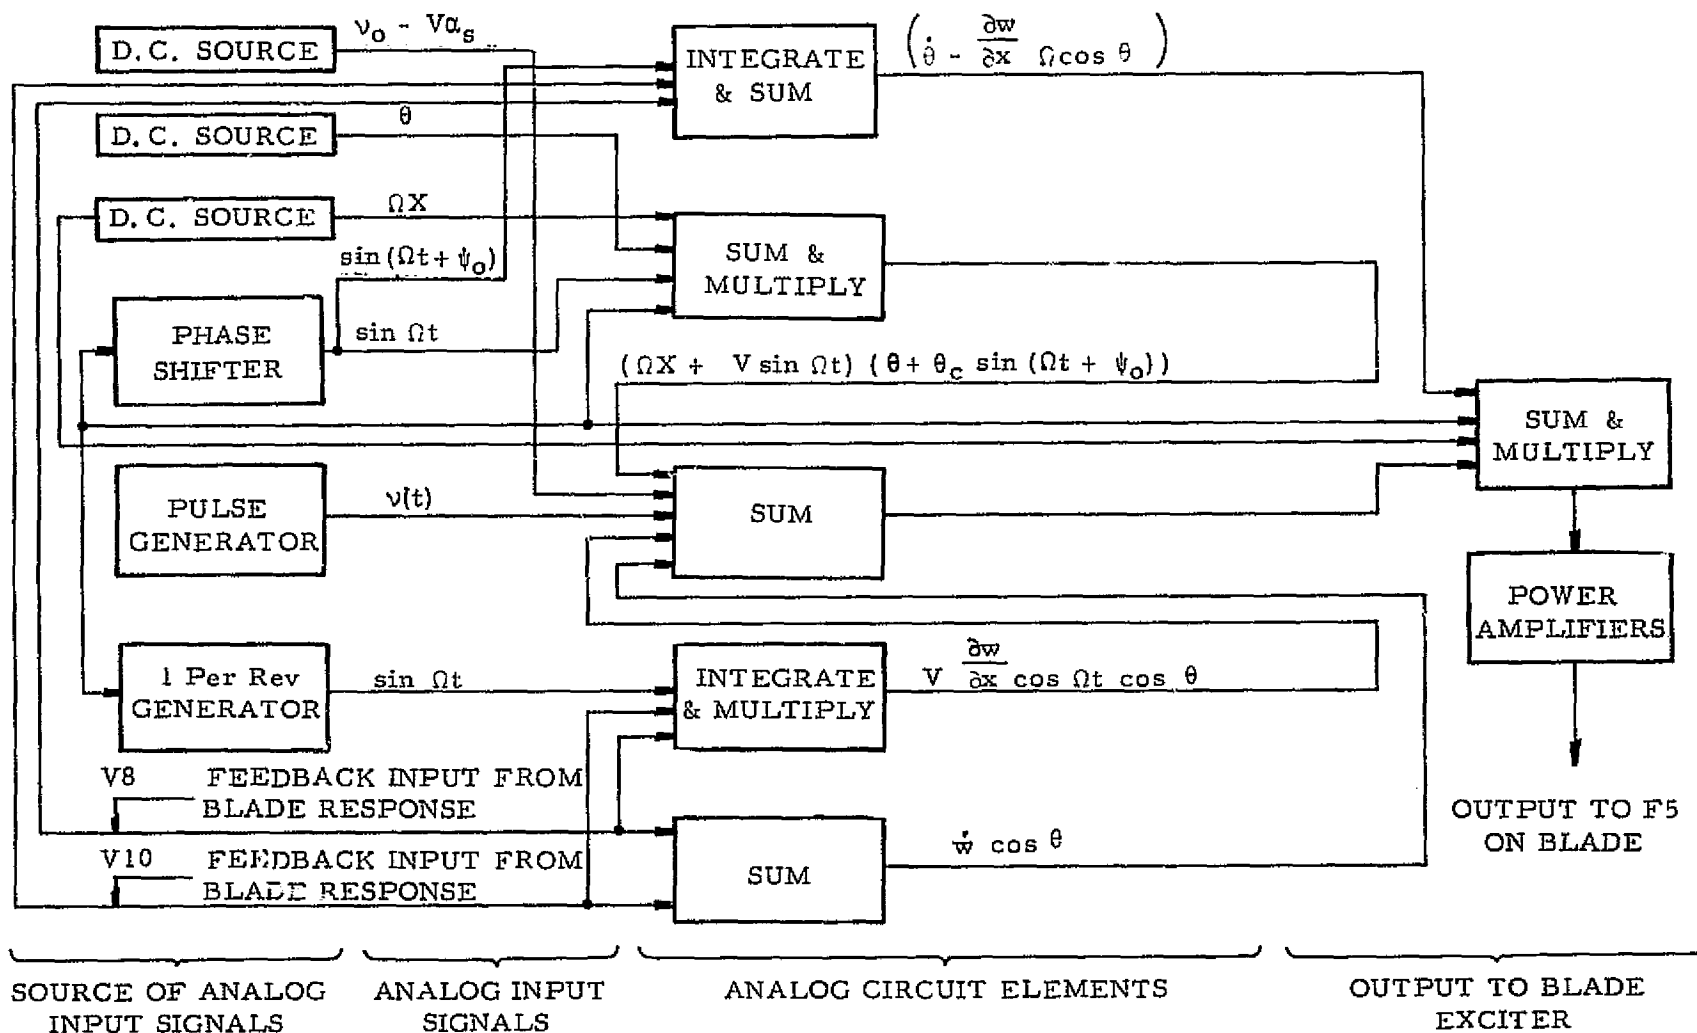 D.C. SOURCE
ν₀ - Vα_s
INTEGRATE
& SUM
(θ̇ - ∂w/∂x Ω cos θ)
D.C. SOURCE
θ
D.C. SOURCE
ΩX
SUM &
MULTIPLY
sin (Ωt + ψ₀)
PHASE
SHIFTER
sin Ωt
(ΩX + V sin Ωt) (θ + θ_c sin (Ωt + ψ₀))
SUM &
MULTIPLY
PULSE
GENERATOR
ν(t)
SUM
POWER
AMPLIFIERS
1 Per Rev
GENERATOR
sin Ωt
INTEGRATE
& MULTIPLY
V ∂w/∂x cos Ωt cos θ
V8 FEEDBACK INPUT FROM
BLADE RESPONSE
OUTPUT TO F5
ON BLADE
V10 FEEDBACK INPUT FROM
BLADE RESPONSE
SUM
ẇ cos θ
SOURCE OF ANALOG
INPUT SIGNALS
ANALOG INPUT
SIGNALS
ANALOG CIRCUIT ELEMENTS
OUTPUT TO BLADE
EXCITER